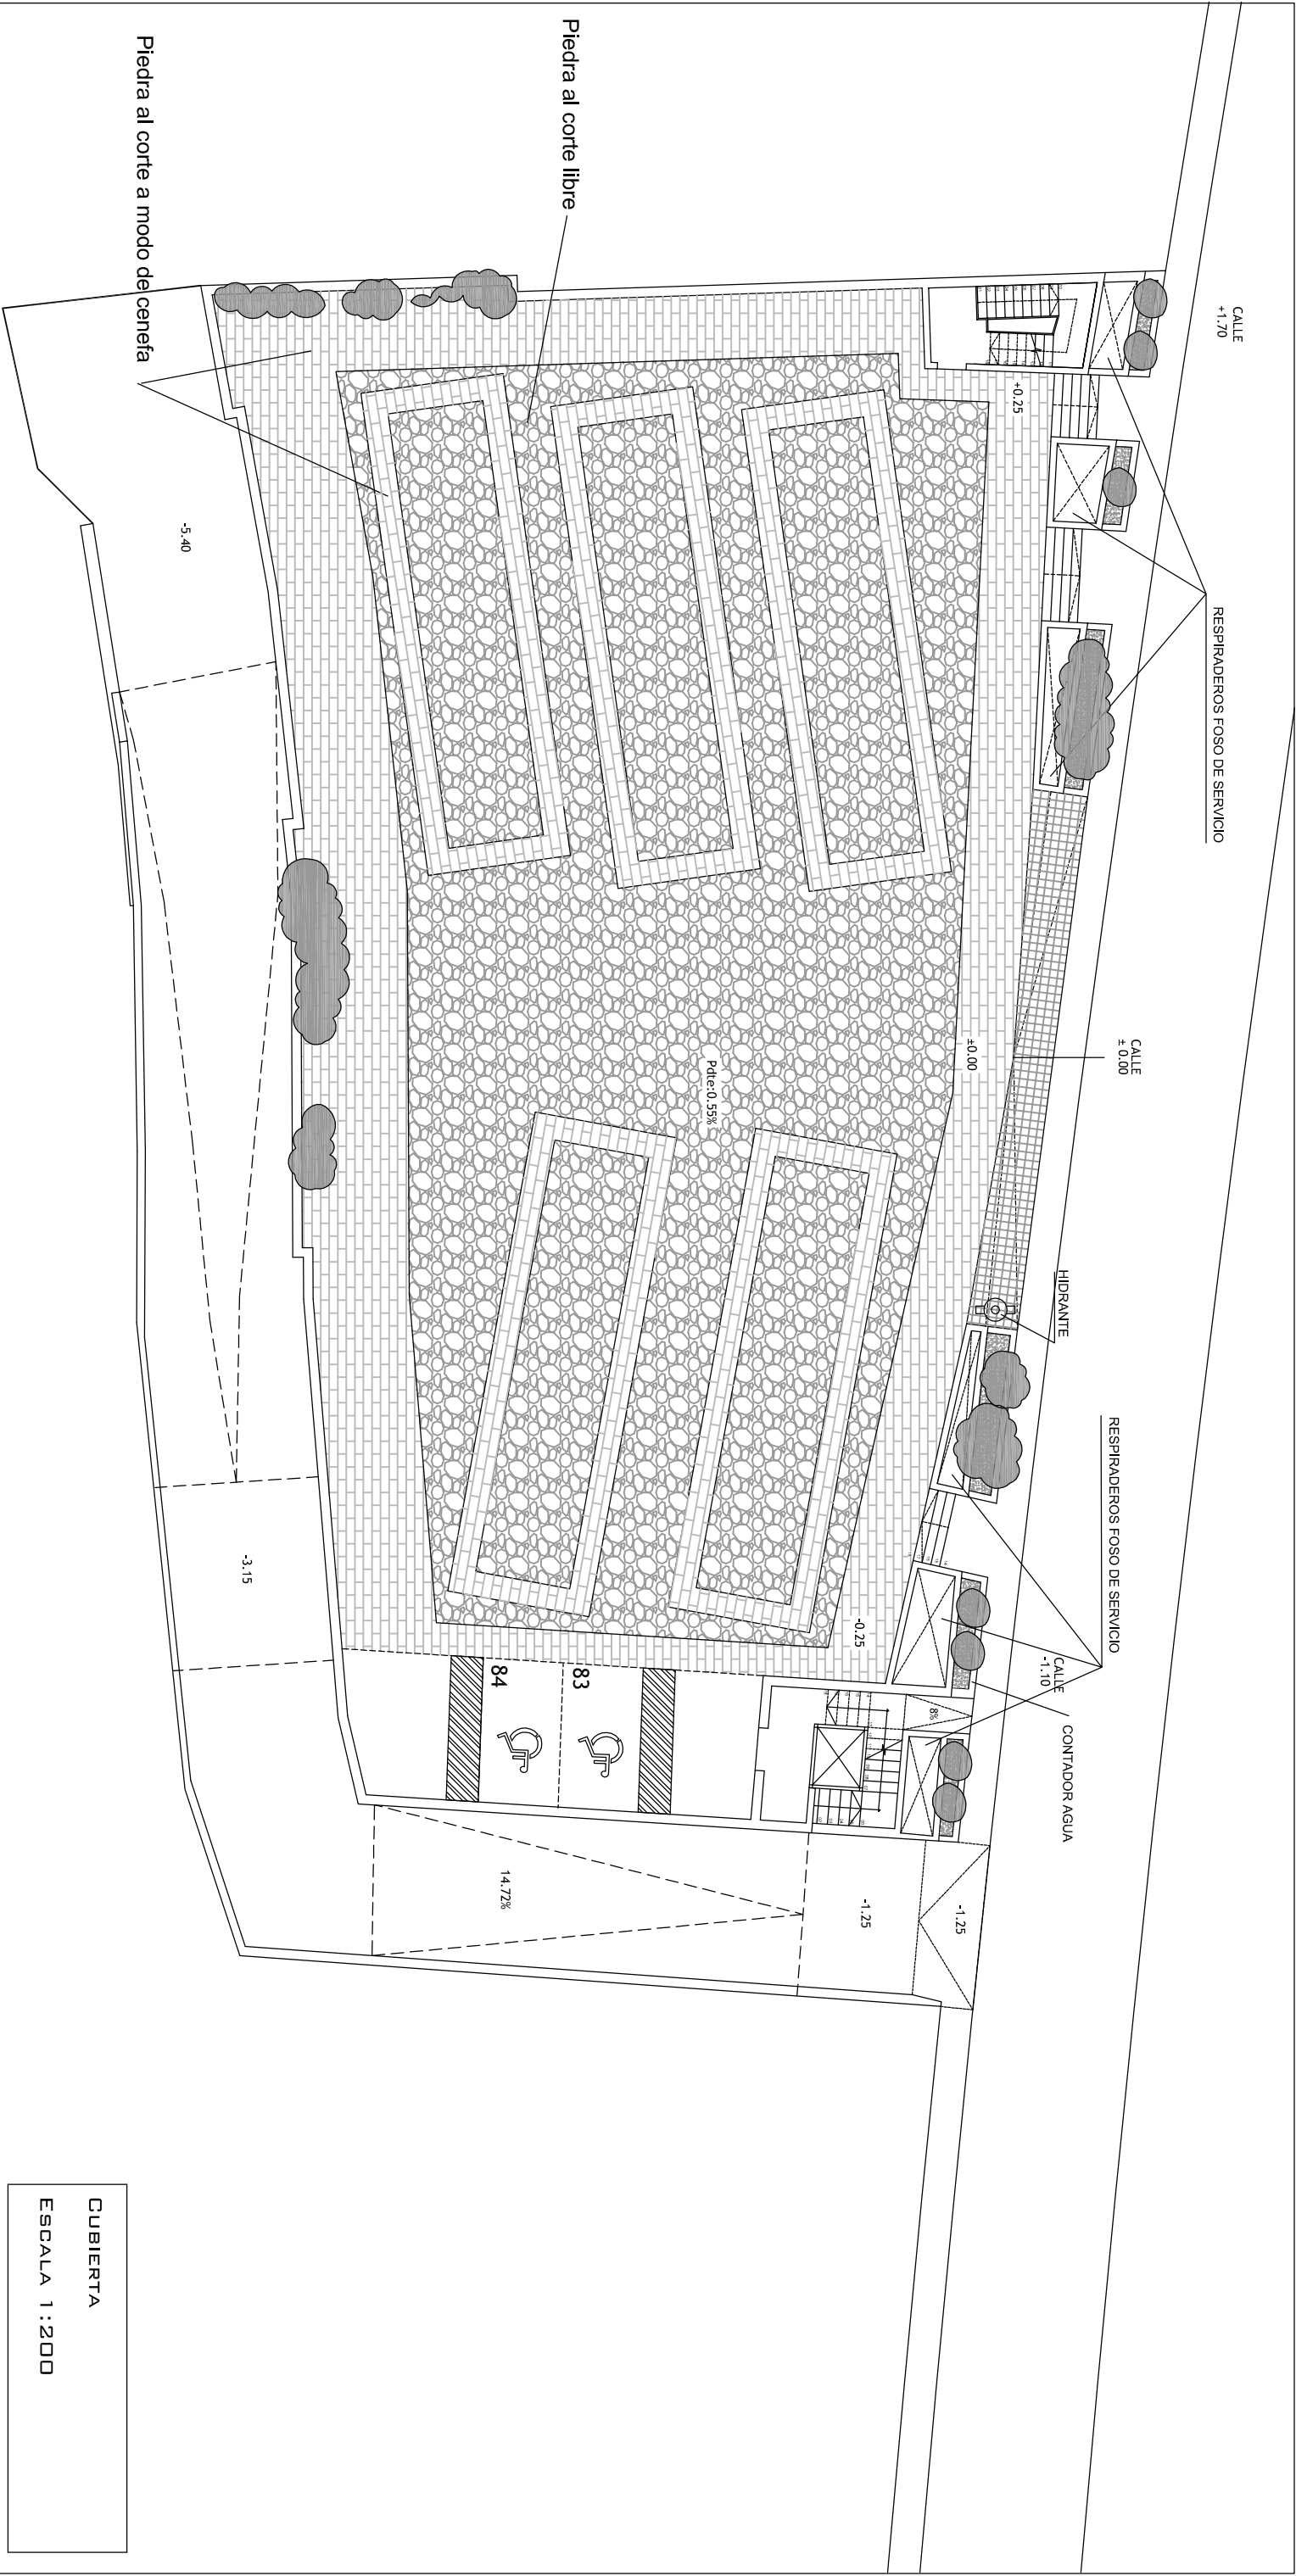 CALLE
+1.70
RESPIRADEROS FOSO DE SERVICIO
CALLE
± 0.00
HIDRANTE
RESPIRADEROS FOSO DE SERVICIO
CALLE
-1.10
CONTADOR AGUA
Piedra al corte libre
Piedra al corte a modo de cenefa
+0.25
±0.00
Pdte:0.55%
-0.25
8%
-1.25
-1.25
83
84
14.72%
-5.40
-3.15
CUBIERTA
ESCALA 1:200